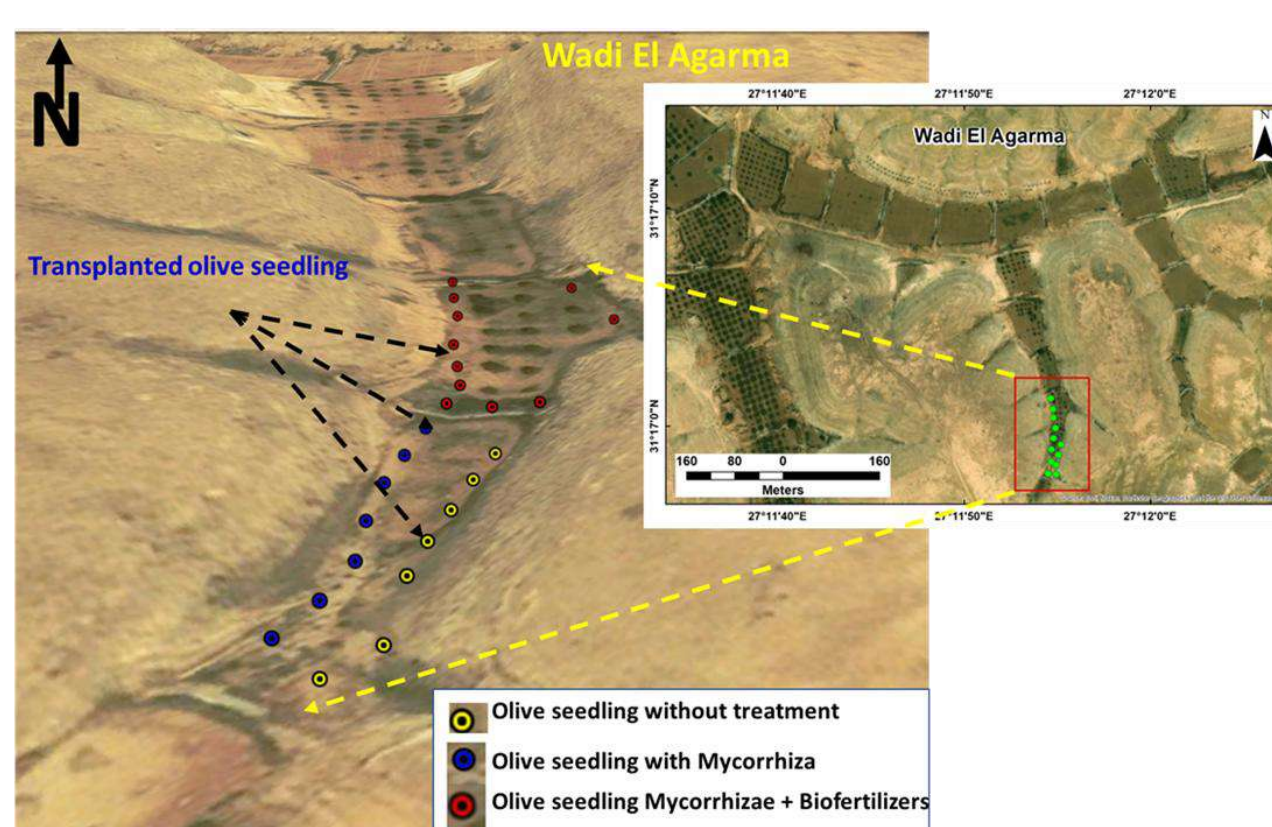 Wadi El Agarma
N
Transplanted olive seedling
27°11'40"E
27°11'50"E
27°12'0"E
Wadi El Agarma
N
31°17'10"N
31°17'0"N
160 80 0 160
Meters
27°11'40"E
27°11'50"E
27°12'0"E
Olive seedling without treatment
Olive seedling with Mycorrhiza
Olive seedling Mycorrhizae + Biofertilizers